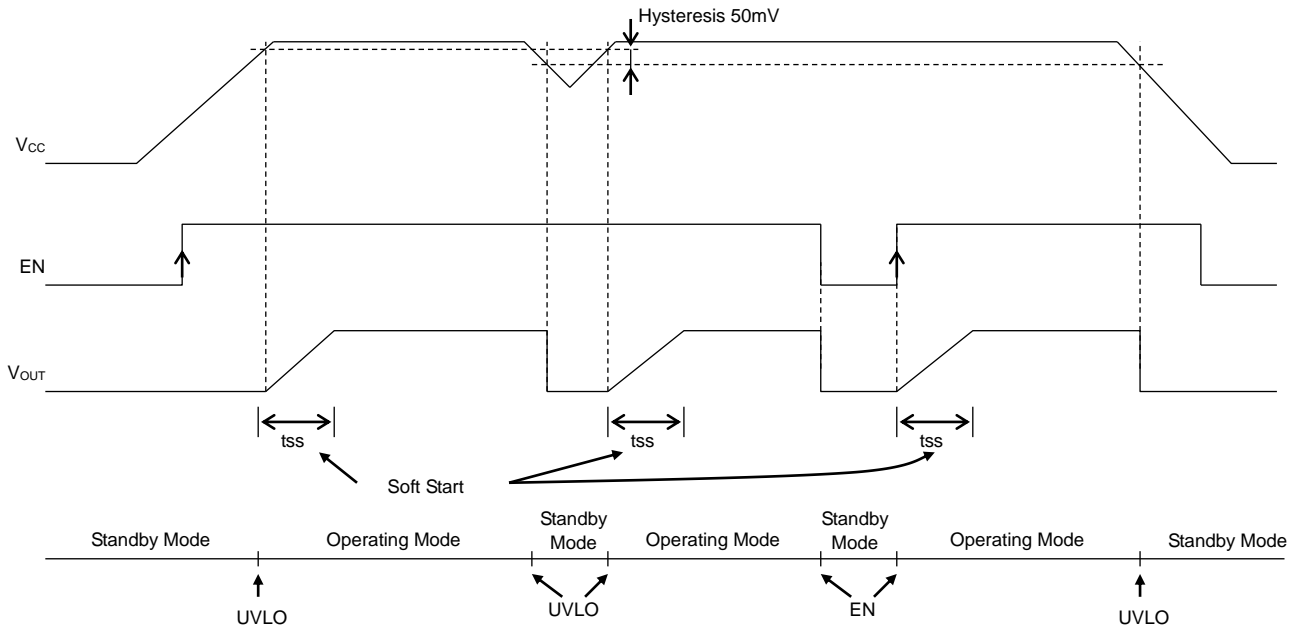 Hysteresis 50mV
VCC
EN
VOUT
tss
tss
tss
Soft Start
Standby Mode
Operating Mode
Standby
Mode
Operating Mode
Standby
Mode
Operating Mode
Standby Mode
UVLO
UVLO
EN
UVLO